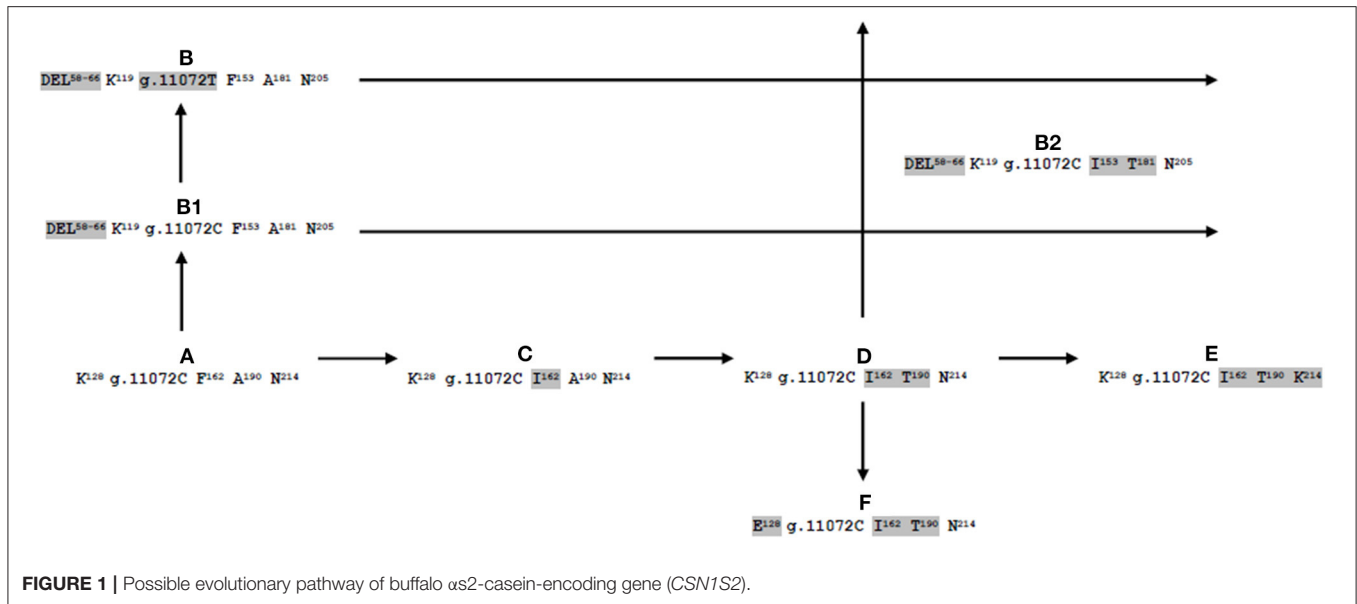 B
DEL⁵⁸⁻⁶⁶ K¹¹⁹ g.11072T F¹⁵³ A¹⁸¹ N²⁰⁵
B2
DEL⁵⁸⁻⁶⁶ K¹¹⁹ g.11072C I¹⁵³ T¹⁸¹ N²⁰⁵
B1
DEL⁵⁸⁻⁶⁶ K¹¹⁹ g.11072C F¹⁵³ A¹⁸¹ N²⁰⁵
A
K¹²⁸ g.11072C F¹⁶² A¹⁹⁰ N²¹⁴
C
K¹²⁸ g.11072C I¹⁶² A¹⁹⁰ N²¹⁴
D
K¹²⁸ g.11072C I¹⁶² T¹⁹⁰ N²¹⁴
E
K¹²⁸ g.11072C I¹⁶² T¹⁹⁰ K²¹⁴
F
E¹²⁸ g.11072C I¹⁶² T¹⁹⁰ N²¹⁴
FIGURE 1 | Possible evolutionary pathway of buffalo αs2-casein-encoding gene (CSN1S2).